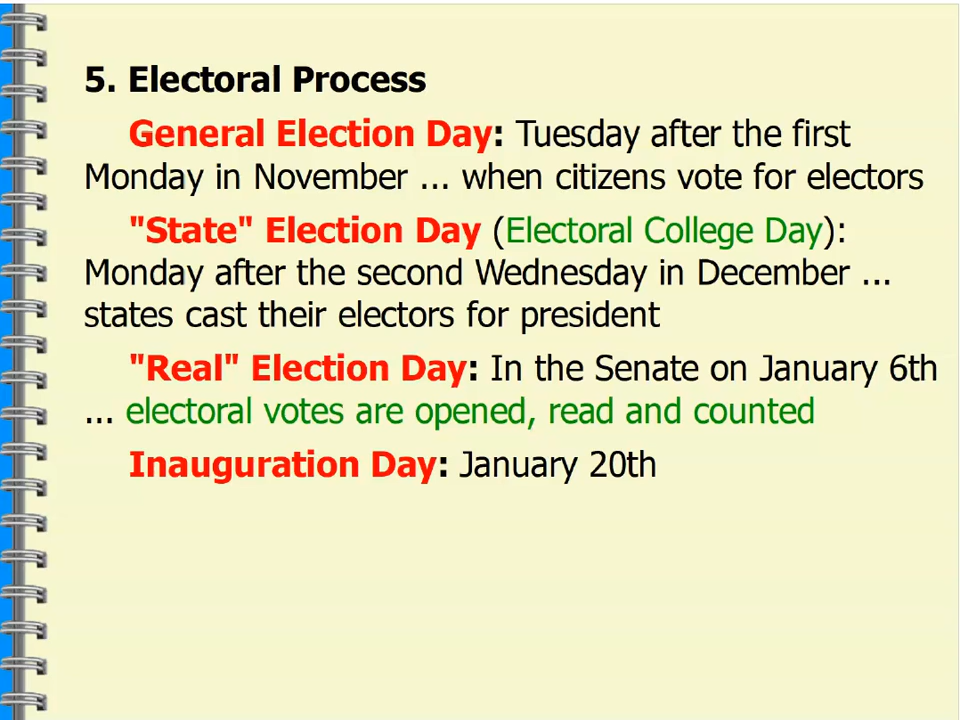 5. Electoral Process
General Election Day: Tuesday after the first
Monday in November ... when citizens vote for electors
"State" Election Day (Electoral College Day):
Monday after the second Wednesday in December ...
states cast their electors for president
"Real" Election Day: In the Senate on January 6th
... electoral votes are opened, read and counted
Inauguration Day: January 20th